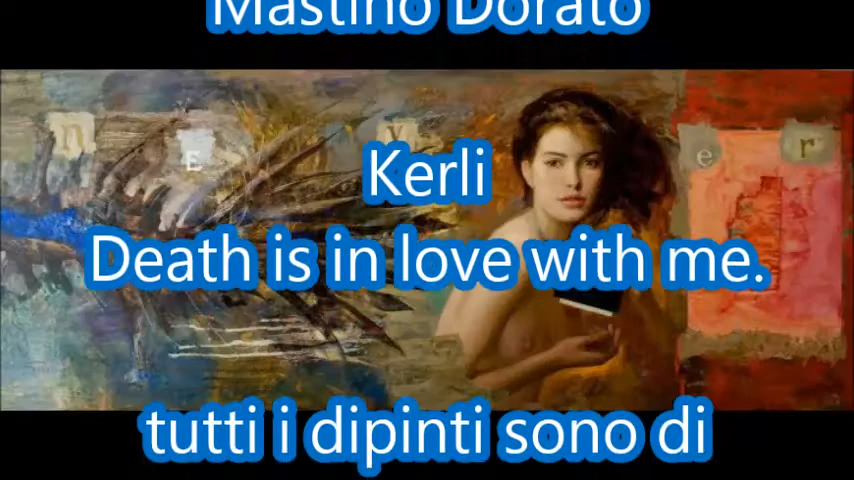 Mastino Dorato
n E v e r
Kerli
Death is in love with me.
tutti i dipinti sono di